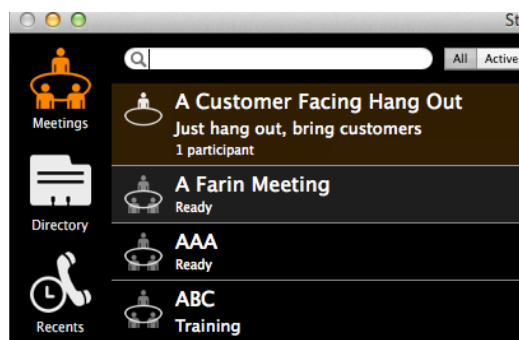 St
All Active
Meetings
A Customer Facing Hang Out
Just hang out, bring customers
1 participant
A Farin Meeting
Ready
Directory
AAA
Ready
ABC
Training
Recents